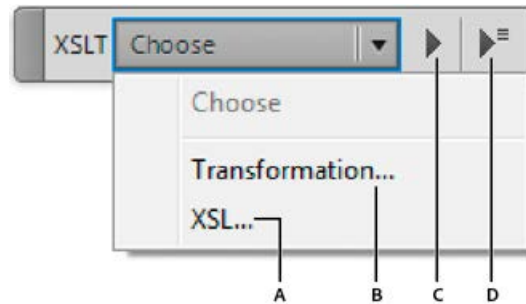 XSLT Choose
Choose
Transformation...
XSL...
A B C D